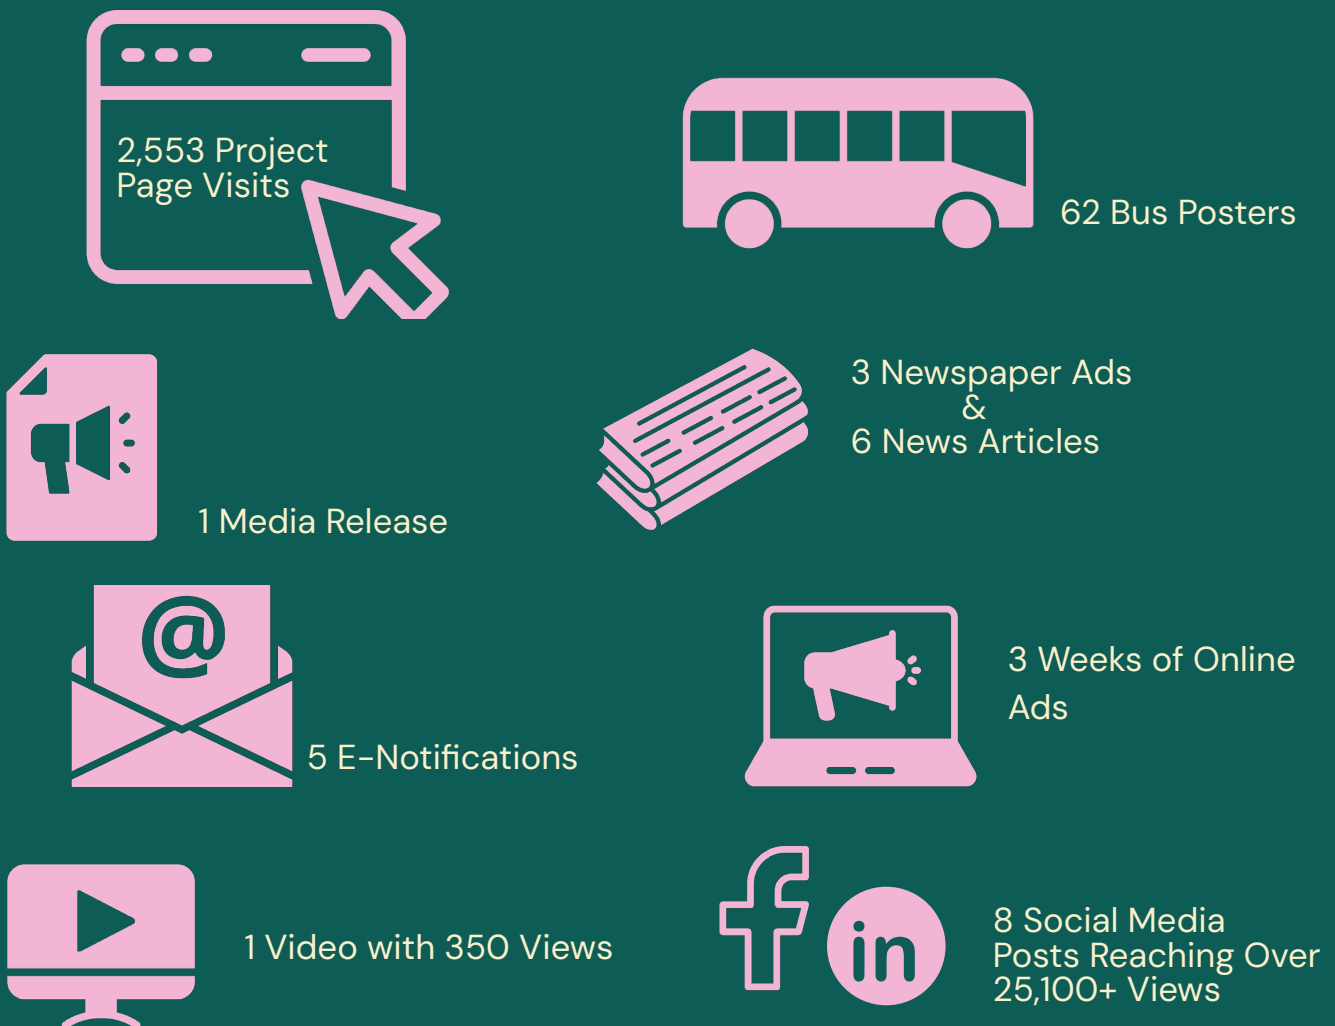 2,553 Project
Page Visits
62 Bus Posters
3 Newspaper Ads
&
6 News Articles
1 Media Release
@
5 E-Notifications
3 Weeks of Online
Ads
1 Video with 350 Views
f
in
8 Social Media
Posts Reaching Over
25,100+ Views